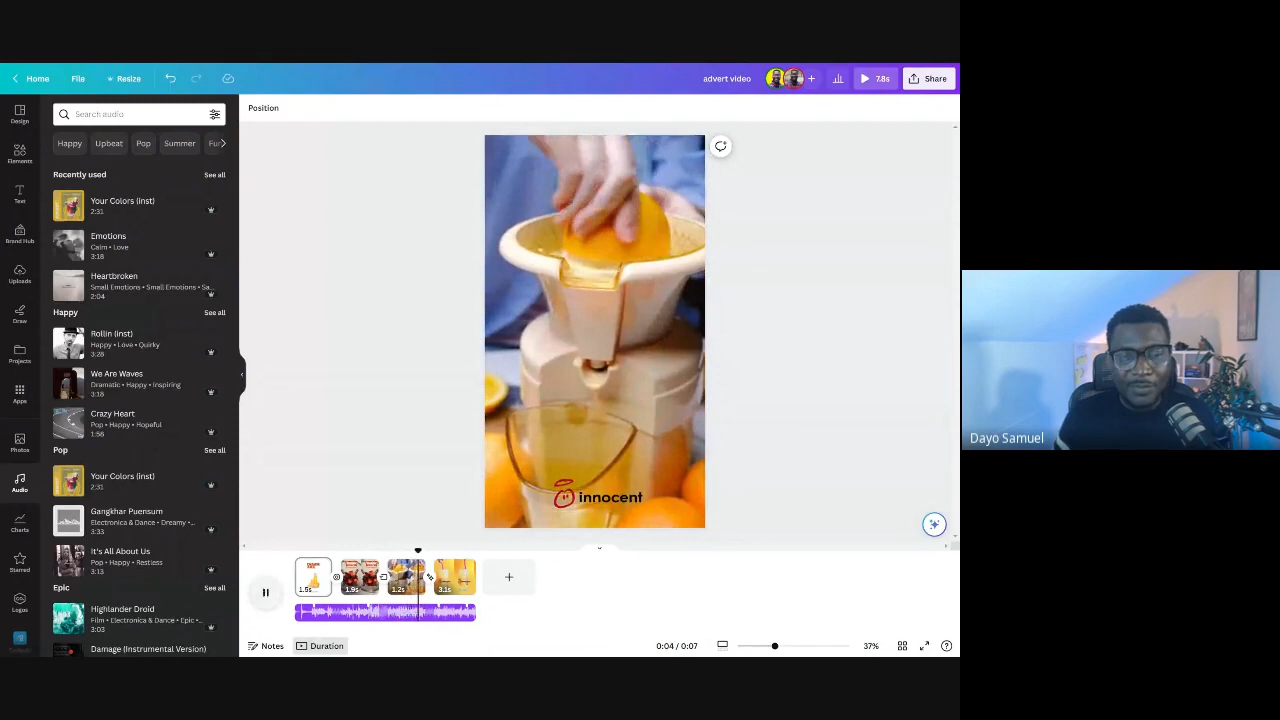 Home
File
Resize
advert video
7.8s
Share
Design
Elements
Text
Brand Hub
Uploads
Draw
Projects
Apps
Photos
Audio
Charts
Starred
Logos
Search audio
Happy
Upbeat
Pop
Summer
Recently used
See all
Your Colors (inst)
2:31
Emotions
Calm • Love
3:18
Heartbroken
Small Emotions • Small Emotions • Sa...
2:04
Happy
See all
Rollin (inst)
Happy • Love • Quirky
3:28
We Are Waves
Dramatic • Happy • Inspiring
3:18
Crazy Heart
Pop • Happy • Hopeful
1:56
Pop
See all
Your Colors (inst)
2:31
Gangkhar Puensum
Electronica & Dance • Dreamy •...
3:33
It's All About Us
Pop • Happy • Restless
3:13
Epic
See all
Highlander Droid
Film • Electronica & Dance • Epic •...
3:03
Damage (Instrumental Version)
Position
innocent
1.5s
1.9s
1.2s
3.1s
Notes
Duration
0:04 / 0:07
37%
Dayo Samuel